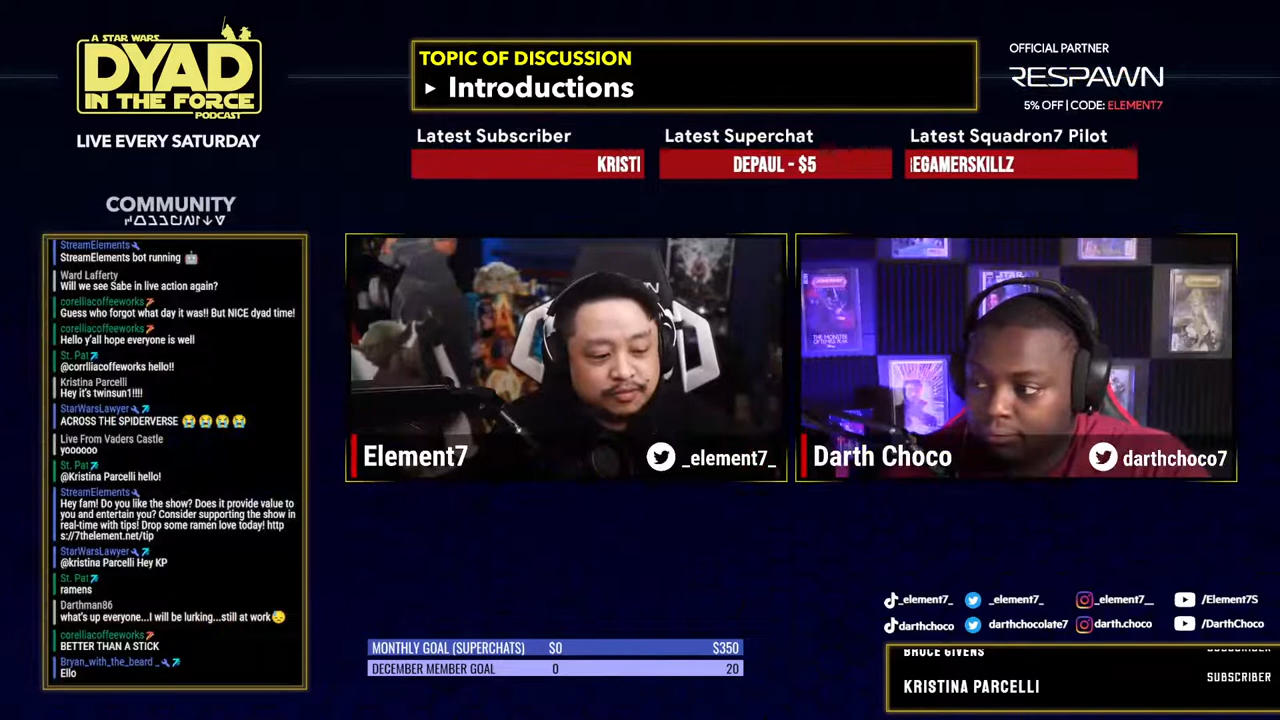 A STAR WARS
DYAD
IN THE FORCE
PODCAST
LIVE EVERY SATURDAY
TOPIC OF DISCUSSION
► Introductions
OFFICIAL PARTNER
RESPAWN
5% OFF | CODE: ELEMENT7
Latest Subscriber
KRISTI
Latest Superchat
DEPAUL - $5
Latest Squadron7 Pilot
EGAMERSKILLZ
COMMUNITY
StreamElements
StreamElements bot running 🤖
Ward Lafferty
Will we see Sabe in live action again?
corelliacoffeeworks
Guess who forgot what day it was!! But NICE dyad time!
corelliacoffeeworks
Hello y'all hope everyone is well
St. Pat
@corrlliacoffeworks hello!!
Kristina Parcelli
Hey it's twinsun1!!!!
StarWarsLawyer
ACROSS THE SPIDERVERSE 😭 😭 😭 😭
Live From Vaders Castle
yoooooo
St. Pat
@Kristina Parcelli hello!
StreamElements
Hey fam! Do you like the show? Does it provide value to
you and entertain you? Consider supporting the show in
real-time with tips! Drop some ramen love today! http
s://7thelement.net/tip
StarWarsLawyer
@kristina Parcelli Hey KP
St. Pat
ramens
Darthman86
what's up everyone...I will be lurking...still at work😓
corelliacoffeeworks
BETTER THAN A STICK
Bryan_with_the_beard_
Ello
Element7
_element7_
Darth Choco
darthchoco7
MONTHLY GOAL (SUPERCHATS) $0 $350
DECEMBER MEMBER GOAL 0 20
_element7_ _element7_ _element7__ /Element7S
darthchoco darthchocolate7 darth.choco /DarthChoco
BRUCE GIVENS SUBSCRIBER
KRISTINA PARCELLI SUBSCRIBER